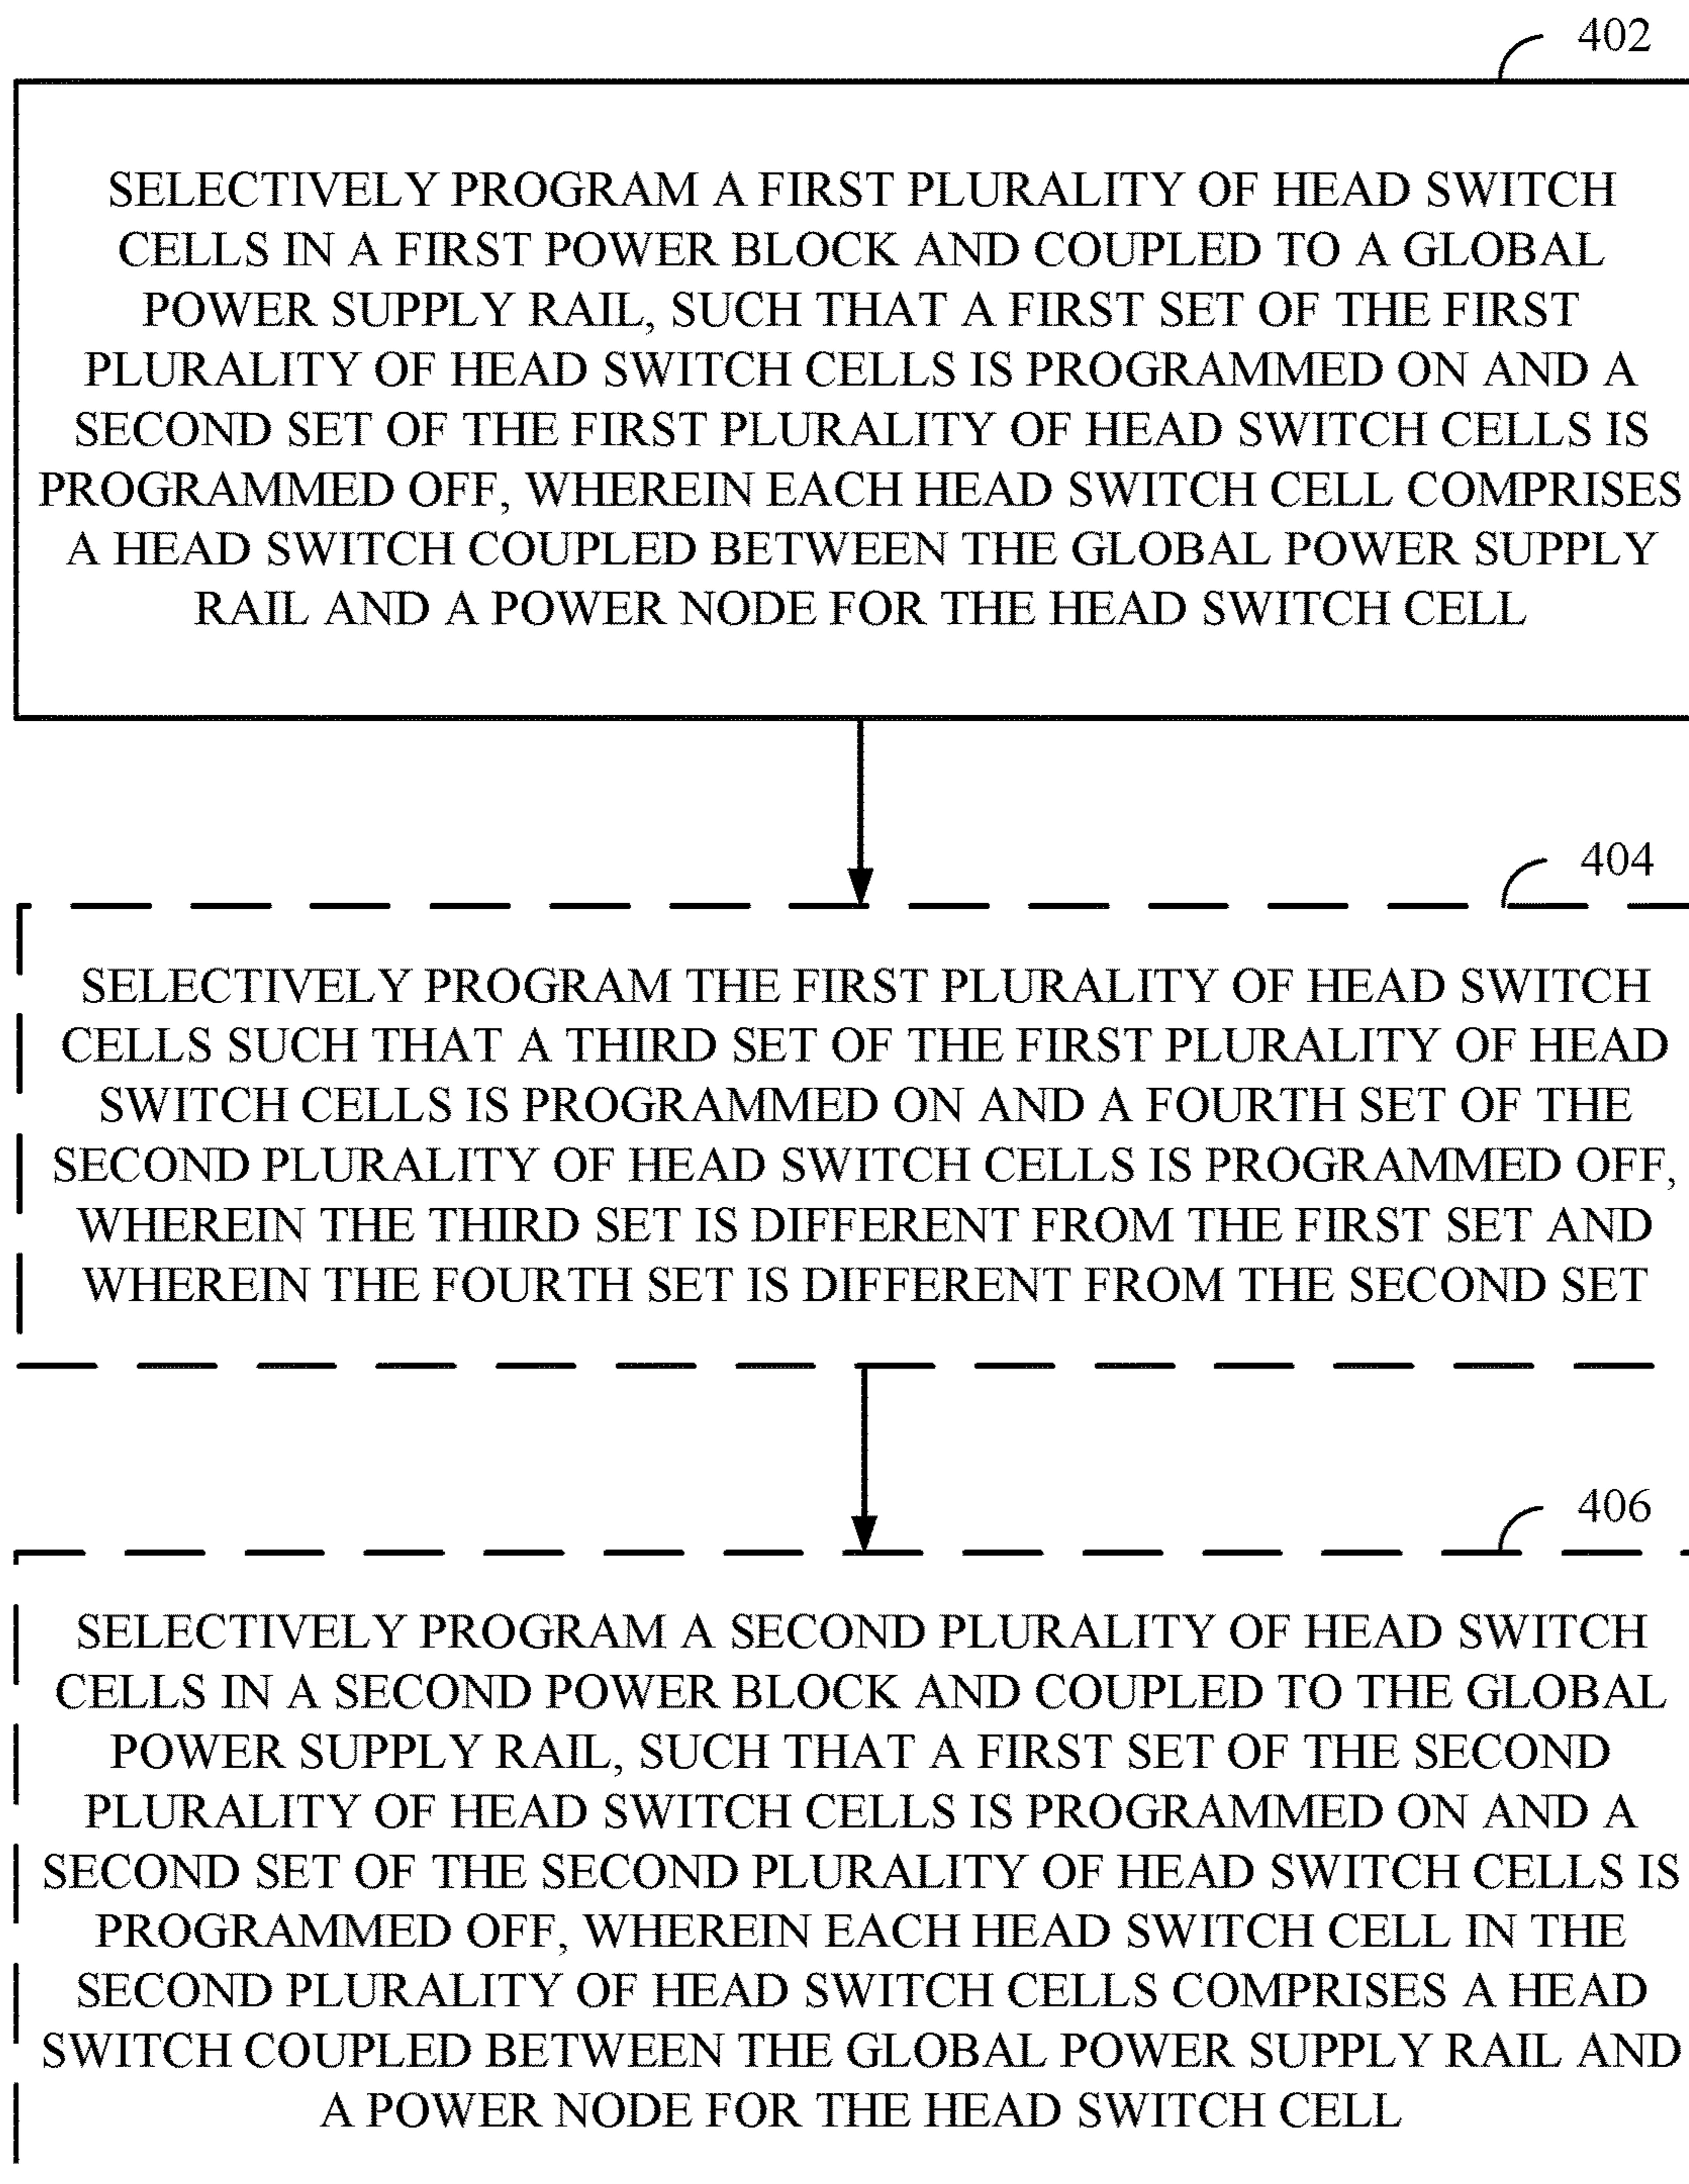 402
SELECTIVELY PROGRAM A FIRST PLURALITY OF HEAD SWITCH
CELLS IN A FIRST POWER BLOCK AND COUPLED TO A GLOBAL
POWER SUPPLY RAIL, SUCH THAT A FIRST SET OF THE FIRST
PLURALITY OF HEAD SWITCH CELLS IS PROGRAMMED ON AND A
SECOND SET OF THE FIRST PLURALITY OF HEAD SWITCH CELLS IS
PROGRAMMED OFF, WHEREIN EACH HEAD SWITCH CELL COMPRISES
A HEAD SWITCH COUPLED BETWEEN THE GLOBAL POWER SUPPLY
RAIL AND A POWER NODE FOR THE HEAD SWITCH CELL
404
SELECTIVELY PROGRAM THE FIRST PLURALITY OF HEAD SWITCH
CELLS SUCH THAT A THIRD SET OF THE FIRST PLURALITY OF HEAD
SWITCH CELLS IS PROGRAMMED ON AND A FOURTH SET OF THE
SECOND PLURALITY OF HEAD SWITCH CELLS IS PROGRAMMED OFF,
WHEREIN THE THIRD SET IS DIFFERENT FROM THE FIRST SET AND
WHEREIN THE FOURTH SET IS DIFFERENT FROM THE SECOND SET
406
SELECTIVELY PROGRAM A SECOND PLURALITY OF HEAD SWITCH
CELLS IN A SECOND POWER BLOCK AND COUPLED TO THE GLOBAL
POWER SUPPLY RAIL, SUCH THAT A FIRST SET OF THE SECOND
PLURALITY OF HEAD SWITCH CELLS IS PROGRAMMED ON AND A
SECOND SET OF THE SECOND PLURALITY OF HEAD SWITCH CELLS IS
PROGRAMMED OFF, WHEREIN EACH HEAD SWITCH CELL IN THE
SECOND PLURALITY OF HEAD SWITCH CELLS COMPRISES A HEAD
SWITCH COUPLED BETWEEN THE GLOBAL POWER SUPPLY RAIL AND
A POWER NODE FOR THE HEAD SWITCH CELL